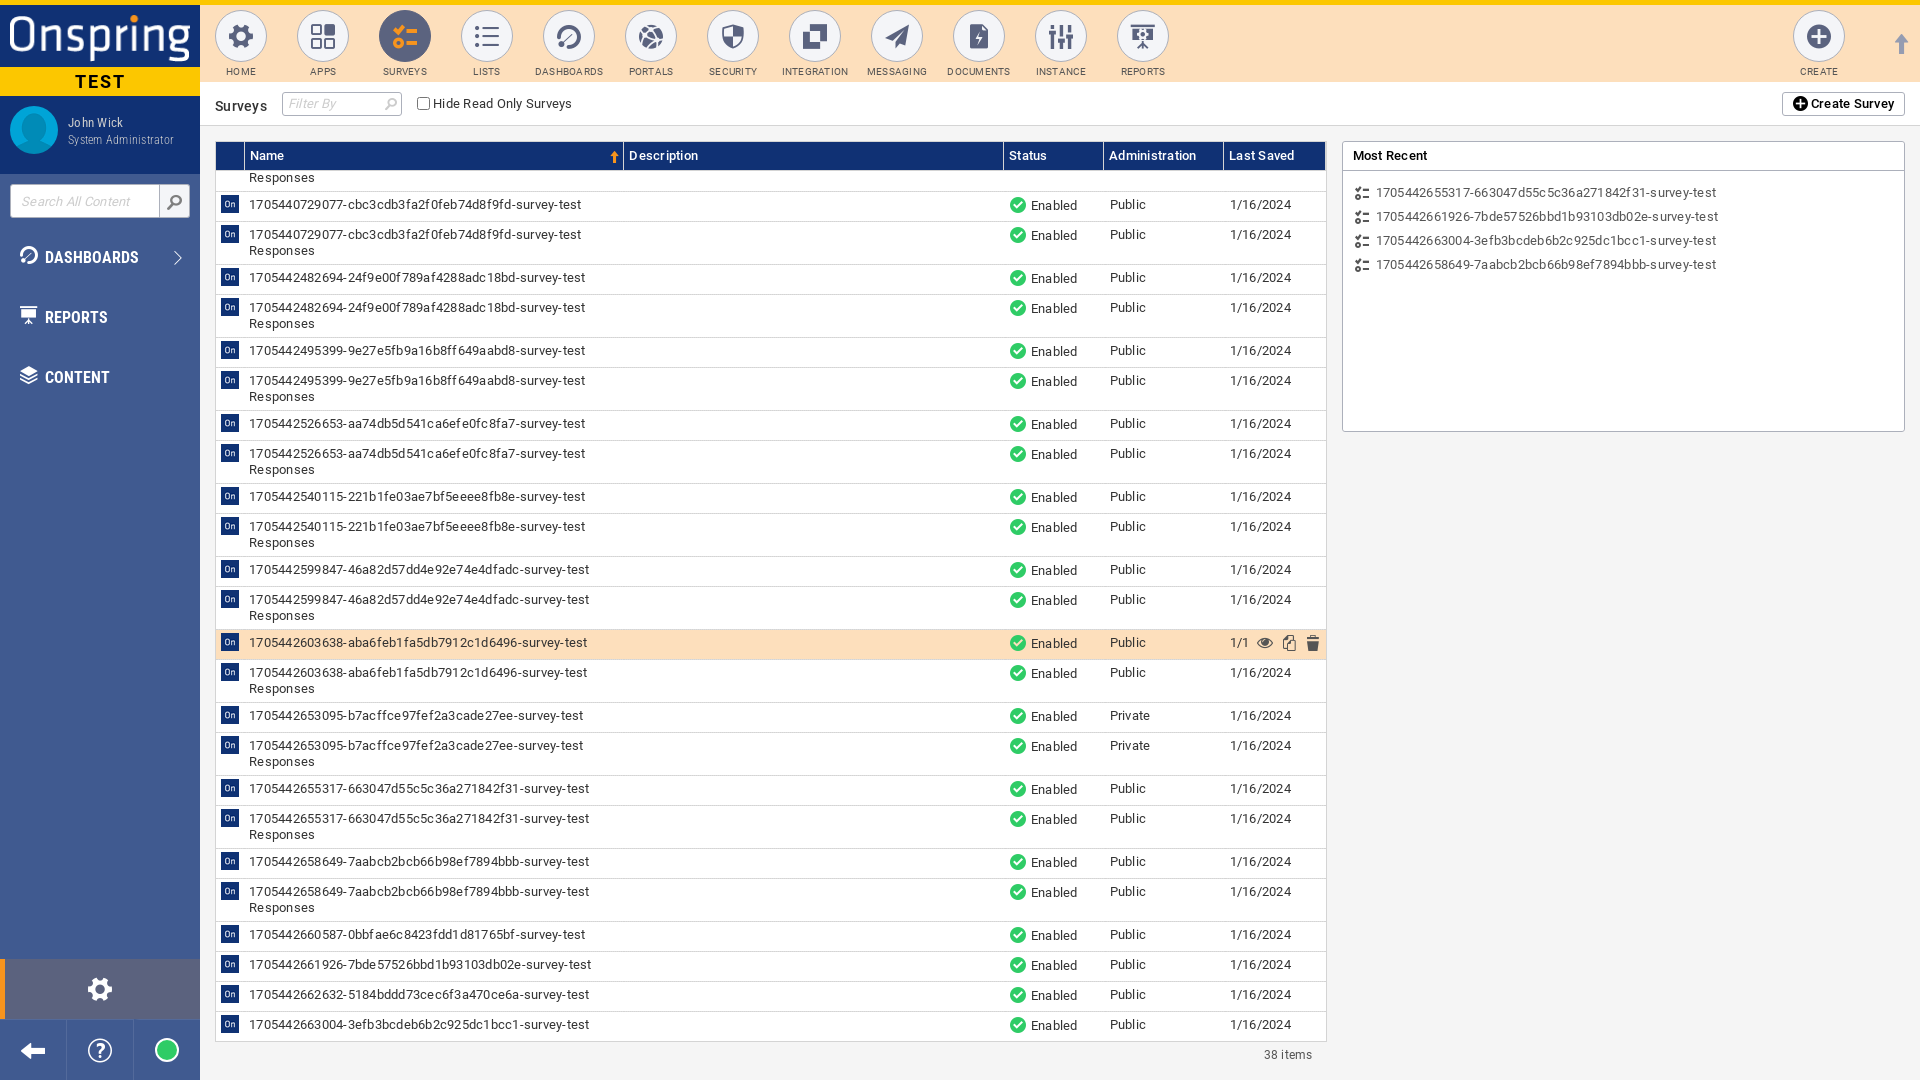 Onspring
TEST
John Wick
System Administrator
Search All Content
DASHBOARDS
REPORTS
CONTENT
HOME
APPS
SURVEYS
LISTS
DASHBOARDS
PORTALS
SECURITY
INTEGRATION
MESSAGING
DOCUMENTS
INSTANCE
REPORTS
CREATE
Surveys
Filter By
Hide Read Only Surveys
Create Survey
Name Description Status Administration Last Saved
Responses
On 1705440729077-cbc3cdb3fa2f0feb74d8f9fd-survey-test Enabled Public 1/16/2024
On 1705440729077-cbc3cdb3fa2f0feb74d8f9fd-survey-test Enabled Public 1/16/2024
Responses
On 1705442482694-24f9e00f789af4288adc18bd-survey-test Enabled Public 1/16/2024
On 1705442482694-24f9e00f789af4288adc18bd-survey-test Enabled Public 1/16/2024
Responses
On 1705442495399-9e27e5fb9a16b8ff649aabd8-survey-test Enabled Public 1/16/2024
On 1705442495399-9e27e5fb9a16b8ff649aabd8-survey-test Enabled Public 1/16/2024
Responses
On 1705442526653-aa74db5d541ca6efe0fc8fa7-survey-test Enabled Public 1/16/2024
On 1705442526653-aa74db5d541ca6efe0fc8fa7-survey-test Enabled Public 1/16/2024
Responses
On 1705442540115-221b1fe03ae7bf5eeee8fb8e-survey-test Enabled Public 1/16/2024
On 1705442540115-221b1fe03ae7bf5eeee8fb8e-survey-test Enabled Public 1/16/2024
Responses
On 1705442599847-46a82d57dd4e92e74e4dfadc-survey-test Enabled Public 1/16/2024
On 1705442599847-46a82d57dd4e92e74e4dfadc-survey-test Enabled Public 1/16/2024
Responses
On 1705442603638-aba6feb1fa5db7912c1d6496-survey-test Enabled Public 1/1
On 1705442603638-aba6feb1fa5db7912c1d6496-survey-test Enabled Public 1/16/2024
Responses
On 1705442653095-b7acffce97fef2a3cade27ee-survey-test Enabled Private 1/16/2024
On 1705442653095-b7acffce97fef2a3cade27ee-survey-test Enabled Private 1/16/2024
Responses
On 1705442655317-663047d55c5c36a271842f31-survey-test Enabled Public 1/16/2024
On 1705442655317-663047d55c5c36a271842f31-survey-test Enabled Public 1/16/2024
Responses
On 1705442658649-7aabcb2bcb66b98ef7894bbb-survey-test Enabled Public 1/16/2024
On 1705442658649-7aabcb2bcb66b98ef7894bbb-survey-test Enabled Public 1/16/2024
Responses
On 1705442660587-0bbfae6c8423fdd1d81765bf-survey-test Enabled Public 1/16/2024
On 1705442661926-7bde57526bbd1b93103db02e-survey-test Enabled Public 1/16/2024
On 1705442662632-5184bddd73cec6f3a470ce6a-survey-test Enabled Public 1/16/2024
On 1705442663004-3efb3bcdeb6b2c925dc1bcc1-survey-test Enabled Public 1/16/2024
38 items
Most Recent
1705442655317-663047d55c5c36a271842f31-survey-test
1705442661926-7bde57526bbd1b93103db02e-survey-test
1705442663004-3efb3bcdeb6b2c925dc1bcc1-survey-test
1705442658649-7aabcb2bcb66b98ef7894bbb-survey-test